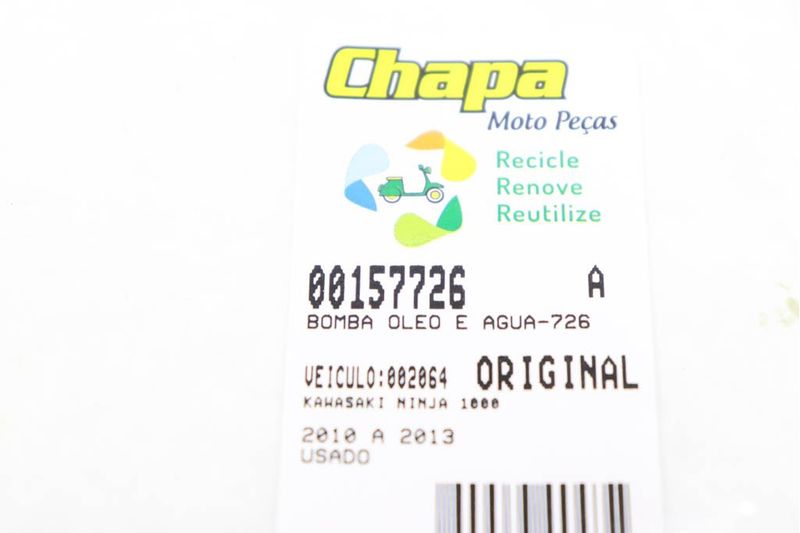 Chapa
Moto Peças
Recicle
Renove
Reutilize
00157726 A
BOMBA OLEO E AGUA-726
VEICULO:002064 ORIGINAL
KAWASAKI NINJA 1000
2010 A 2013
USADO